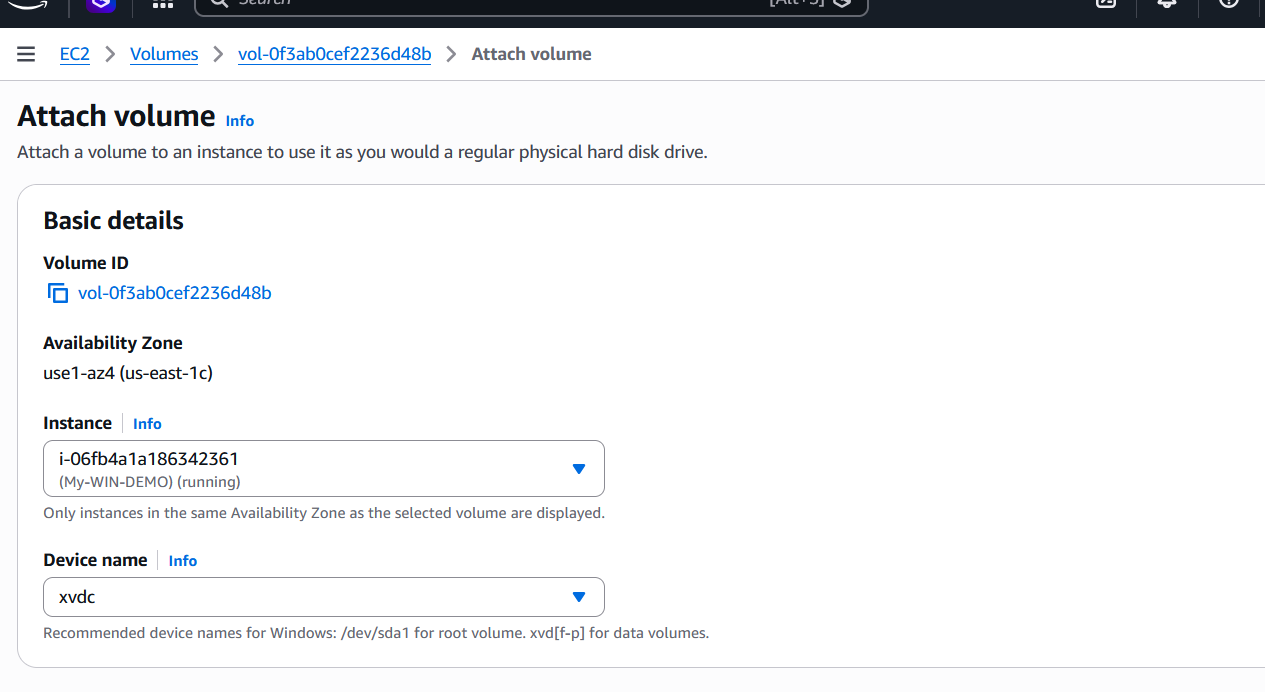 Search [Alt+S]
EC2 > Volumes > vol-0f3ab0cef2236d48b > Attach volume
Attach volume Info
Attach a volume to an instance to use it as you would a regular physical hard disk drive.
Basic details
Volume ID
vol-0f3ab0cef2236d48b
Availability Zone
use1-az4 (us-east-1c)
Instance Info
i-06fb4a1a186342361
(My-WIN-DEMO) (running)
Only instances in the same Availability Zone as the selected volume are displayed.
Device name Info
xvdc
Recommended device names for Windows: /dev/sda1 for root volume. xvd[f-p] for data volumes.